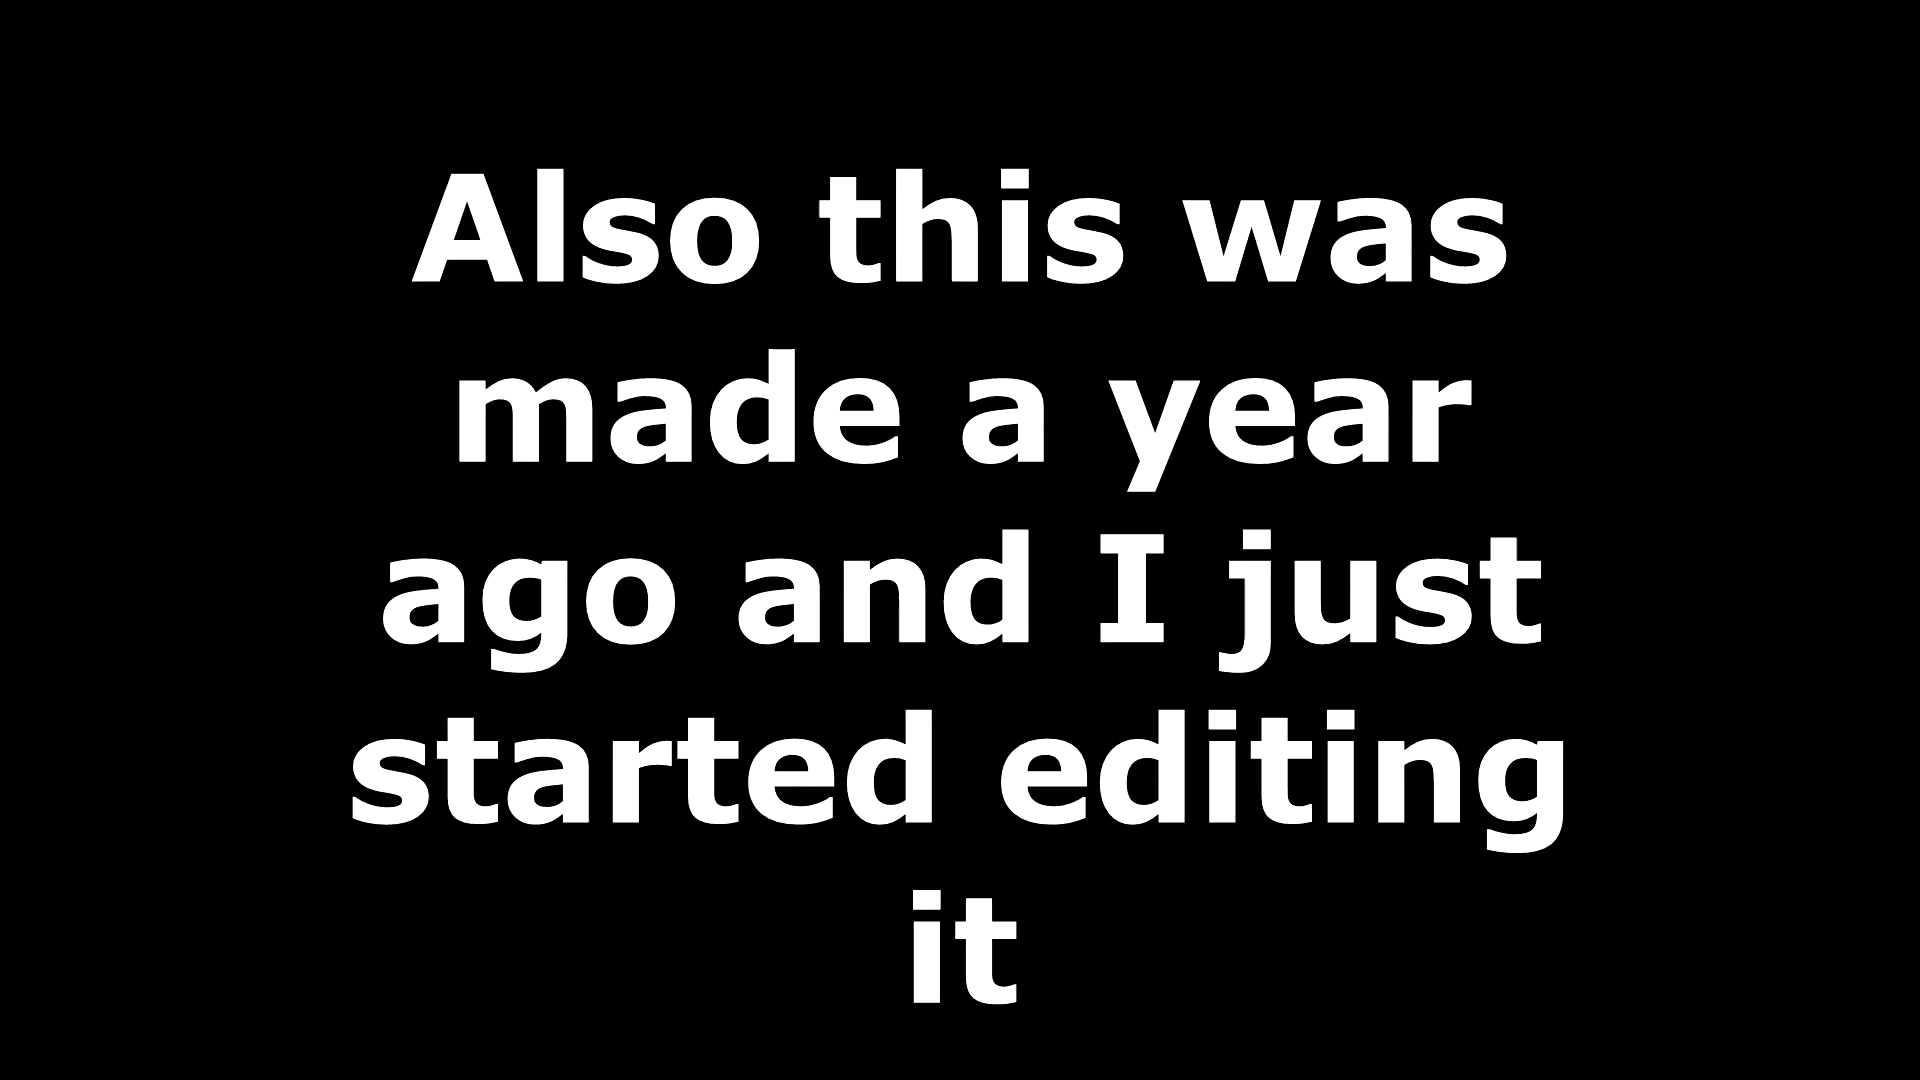 Also this was
made a year
ago and I just
started editing
it